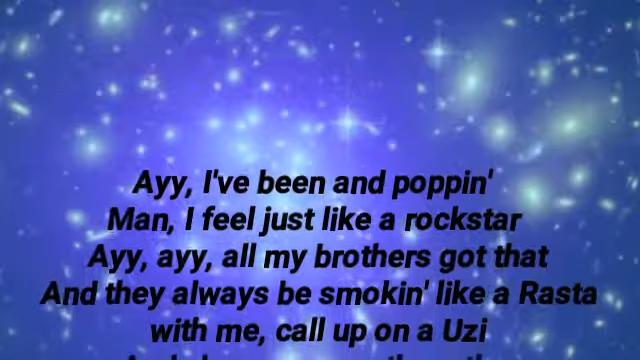 Ayy, I've been and poppin'
Man, I feel just like a rockstar
Ayy, ayy, all my brothers got that
And they always be smokin' like a Rasta
with me, call up on a Uzi